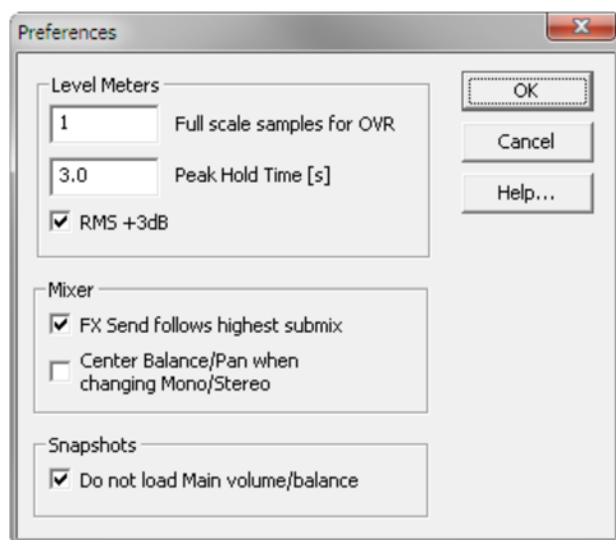 Preferences
Level Meters
1 Full scale samples for OVR
3.0 Peak Hold Time [s]
RMS +3dB
Mixer
FX Send follows highest submix
Center Balance/Pan when
changing Mono/Stereo
Snapshots
Do not load Main volume/balance
OK
Cancel
Help...